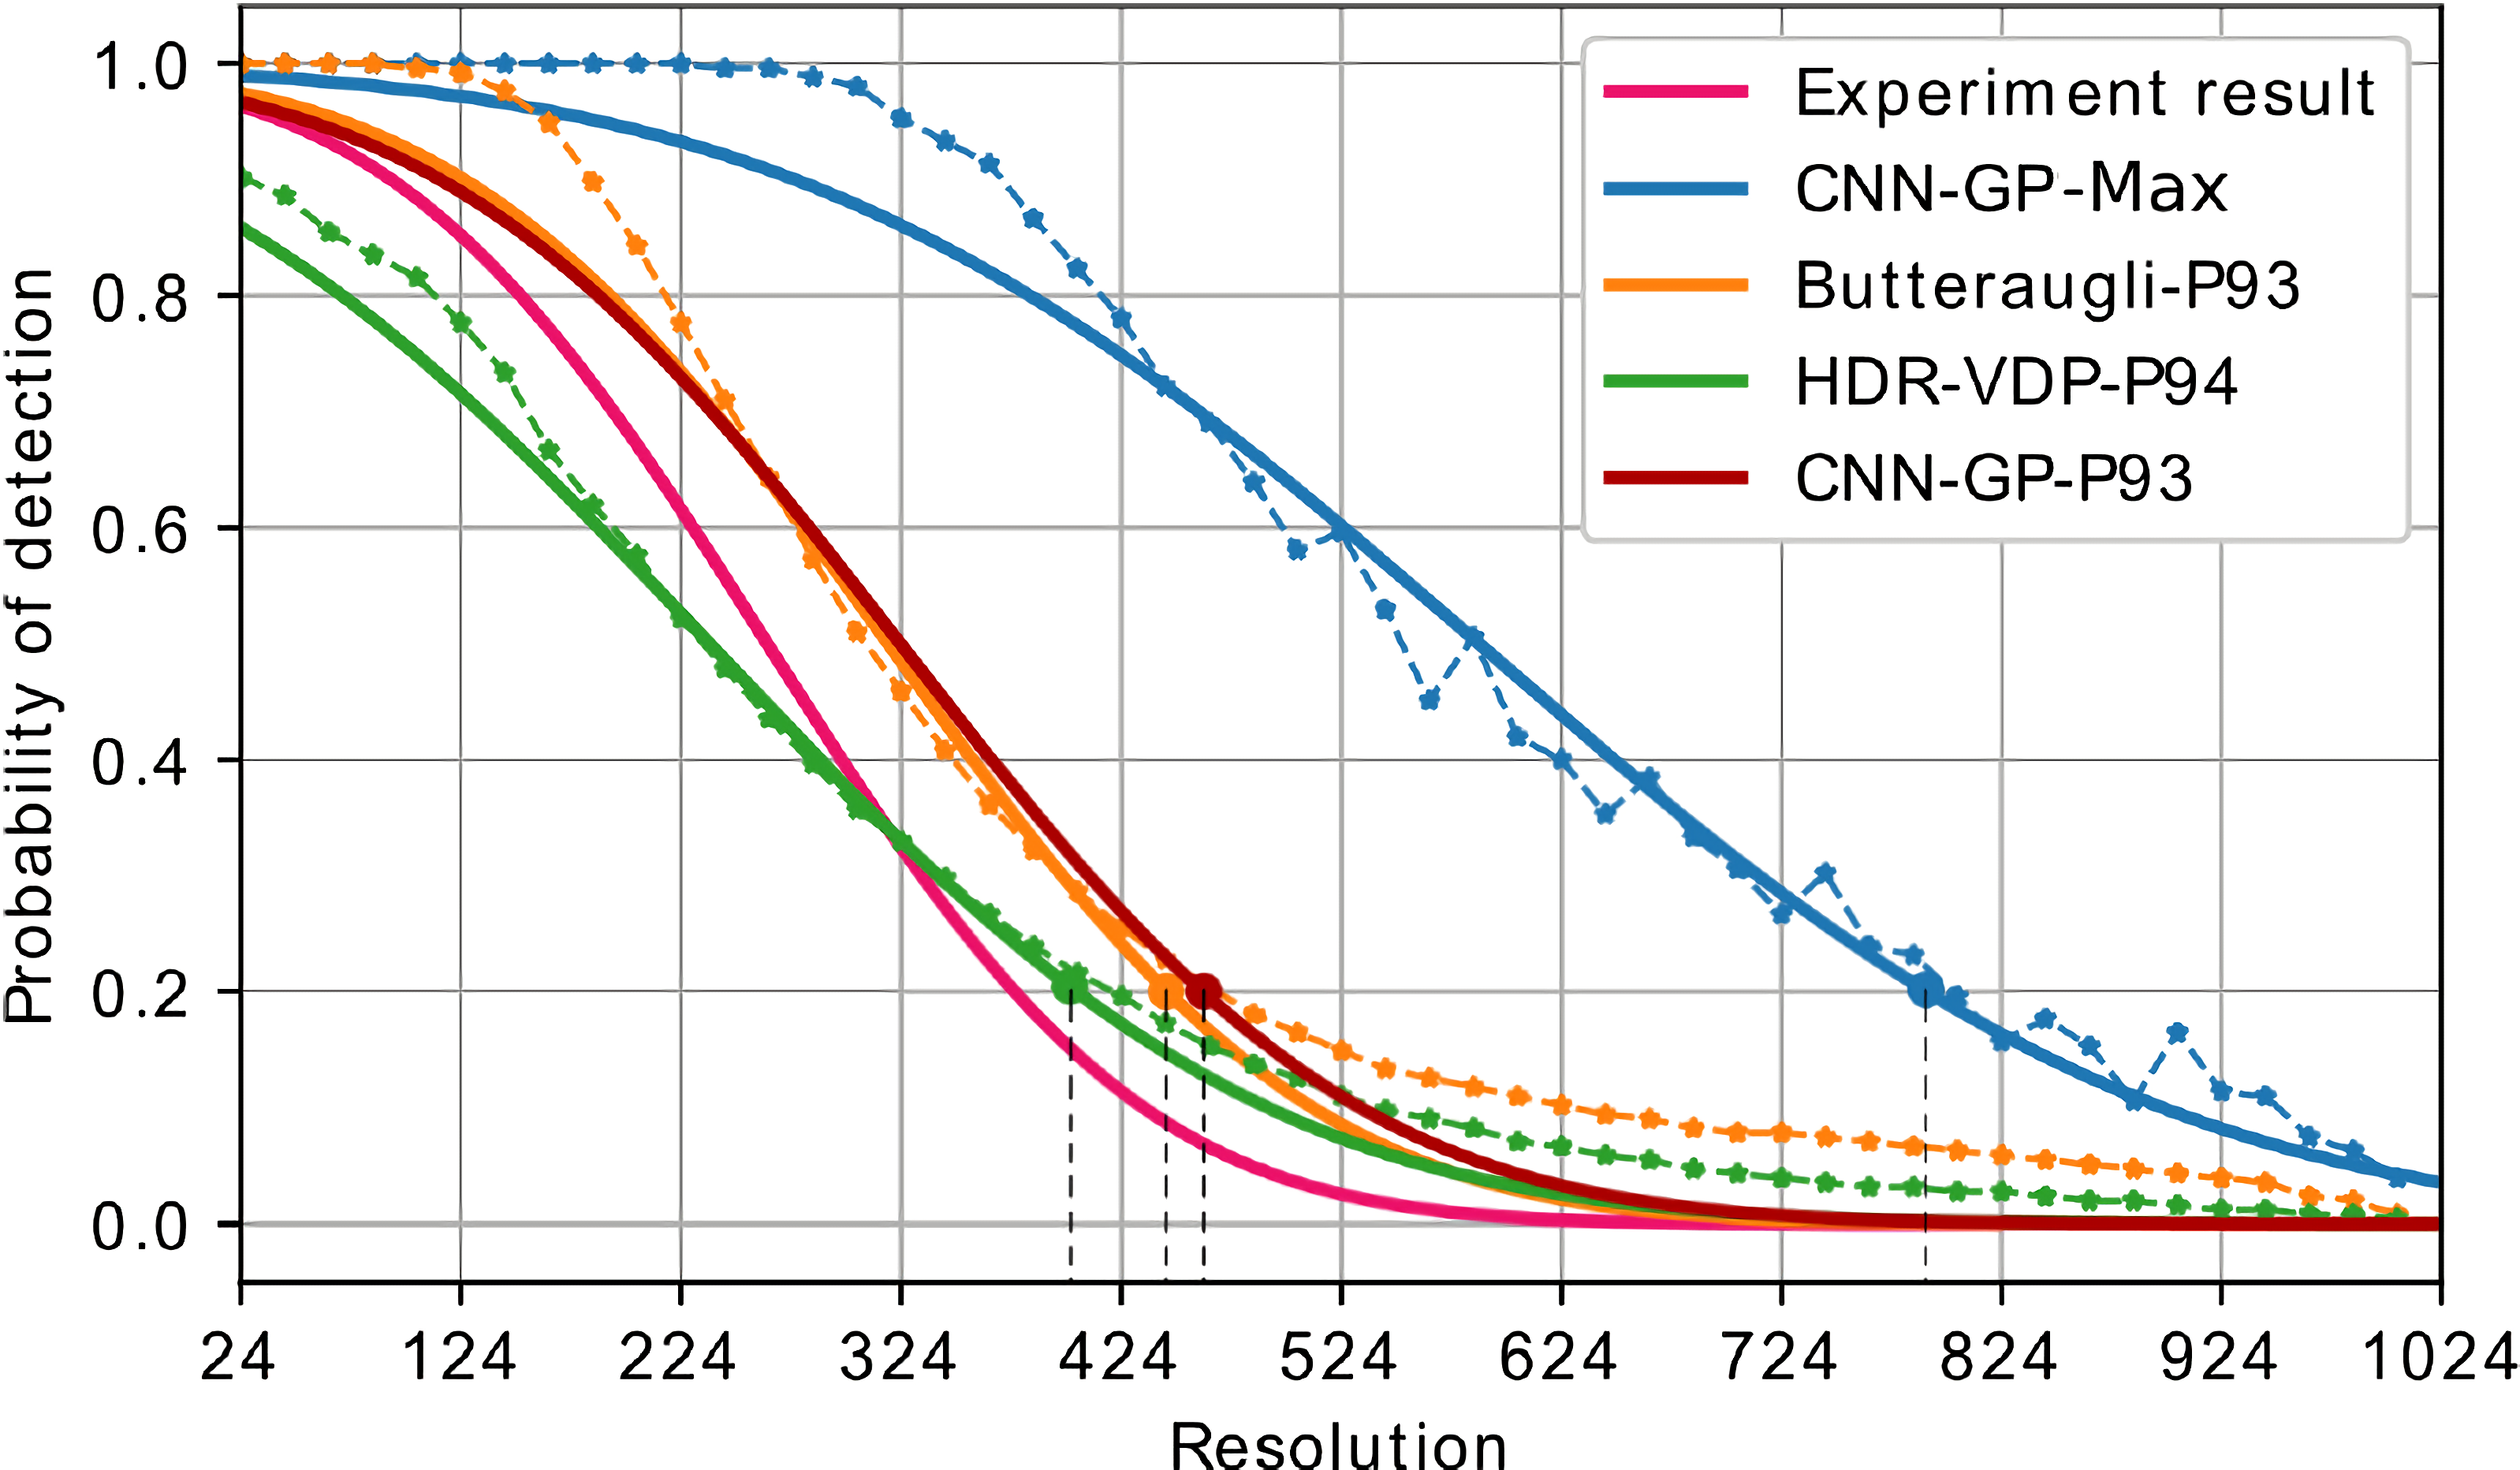 Probability of detection
1.0
0.8
0.6
0.4
0.2
0.0
24 124 224 324 424 524 624 724 824 924 1024
Resolution
Experiment result
CNN-GP-Max
Butteraugli-P93
HDR-VDP-P94
CNN-GP-P93